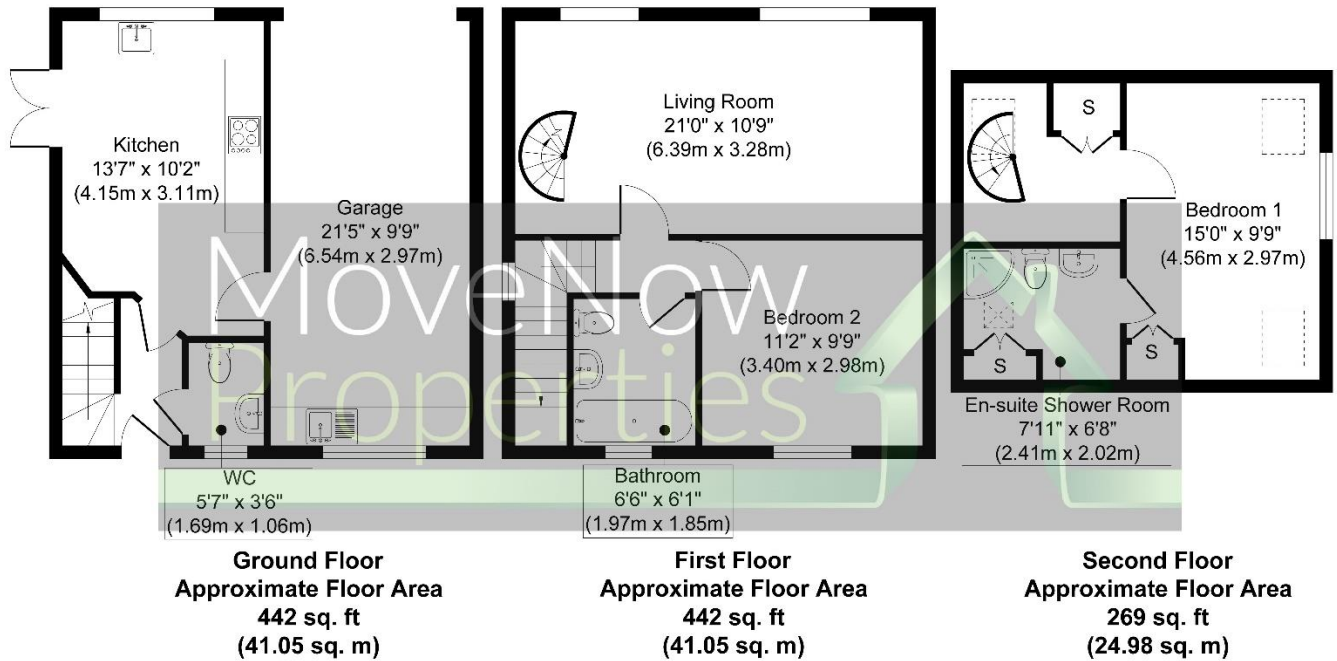 Kitchen
13'7" x 10'2"
(4.15m x 3.11m)
Garage
21'5" x 9'9"
(6.54m x 2.97m)
WC
5'7" x 3'6"
(1.69m x 1.06m)
Ground Floor
Approximate Floor Area
442 sq. ft
(41.05 sq. m)
Living Room
21'0" x 10'9"
(6.39m x 3.28m)
Bedroom 2
11'2" x 9'9"
(3.40m x 2.98m)
Bathroom
6'6" x 6'1"
(1.97m x 1.85m)
First Floor
Approximate Floor Area
442 sq. ft
(41.05 sq. m)
S
Bedroom 1
15'0" x 9'9"
(4.56m x 2.97m)
S
S
En-suite Shower Room
7'11" x 6'8"
(2.41m x 2.02m)
Second Floor
Approximate Floor Area
269 sq. ft
(24.98 sq. m)
MoveNow
Properties